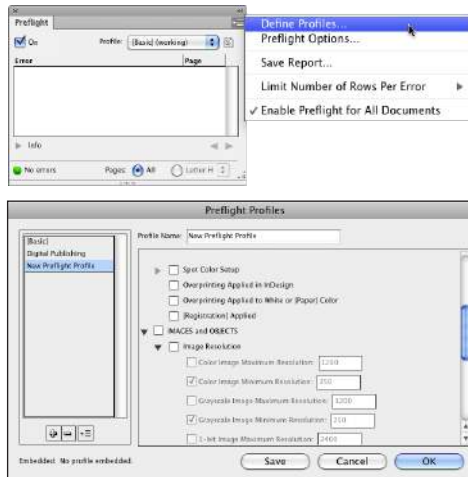 Preflight
On
Profile: [Basic] (working)
Error
Page
Info
No errors
Pages: All
Letter H
Define Profiles...
Preflight Options...
Save Report...
Limit Number of Rows Per Error
✓ Enable Preflight for All Documents
Preflight Profiles
[Basic]
Digital Publishing
New Preflight Profile
Profile Name: New Preflight Profile
Spot Color Setup
Overprinting Applied in InDesign
Overprinting Applied to White or [Paper] Color
[Registration] Applied
IMAGES and OBJECTS
Image Resolution
Color Image Maximum Resolution: 1200
Color Image Minimum Resolution: 250
Grayscale Image Maximum Resolution: 1200
Grayscale Image Minimum Resolution: 250
1-bit Image Maximum Resolution: 2400
Embedded: No profile embedded.
Save
Cancel
OK